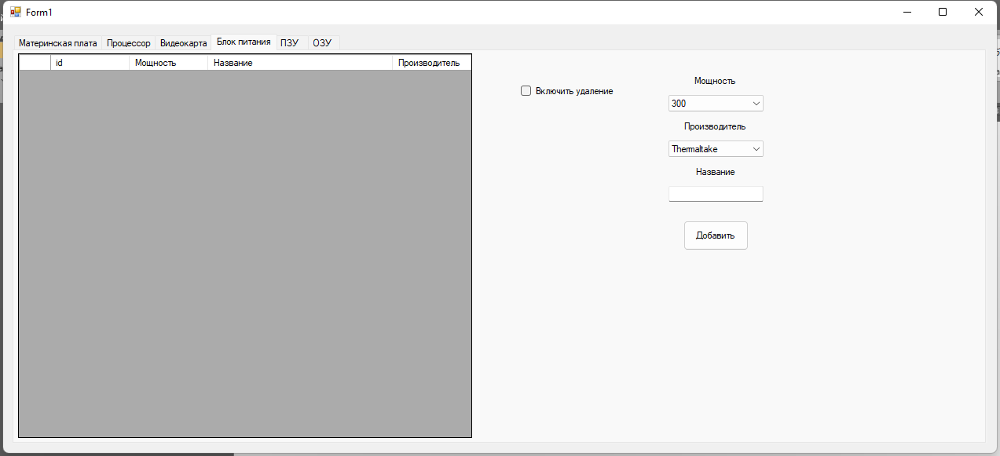 Form1
Материнская плата Процессор Видеокарта Блок питания ПЗУ ОЗУ
id Мощность Название Производитель
Мощность
Включить удаление
300
Производитель
Thermaltake
Название
Добавить